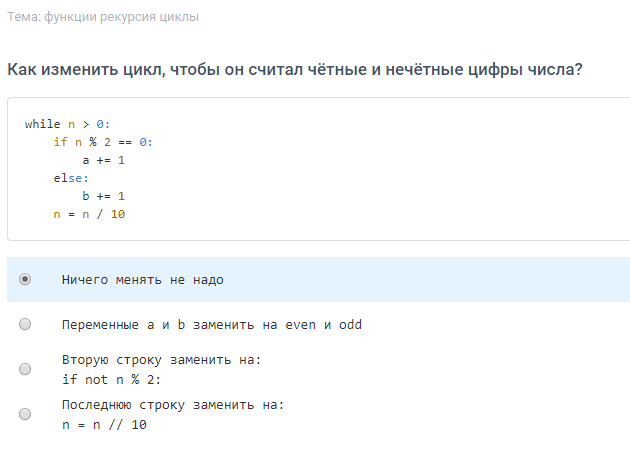 Тема: функции рекурсия циклы
Как изменить цикл, чтобы он считал чётные и нечётные цифры числа?
while n > 0:
    if n % 2 == 0:
        a += 1
    else:
        b += 1
    n = n / 10
Ничего менять не надо
Переменные a и b заменить на even и odd
Вторую строку заменить на:
if not n % 2:
Последнюю строку заменить на:
n = n // 10